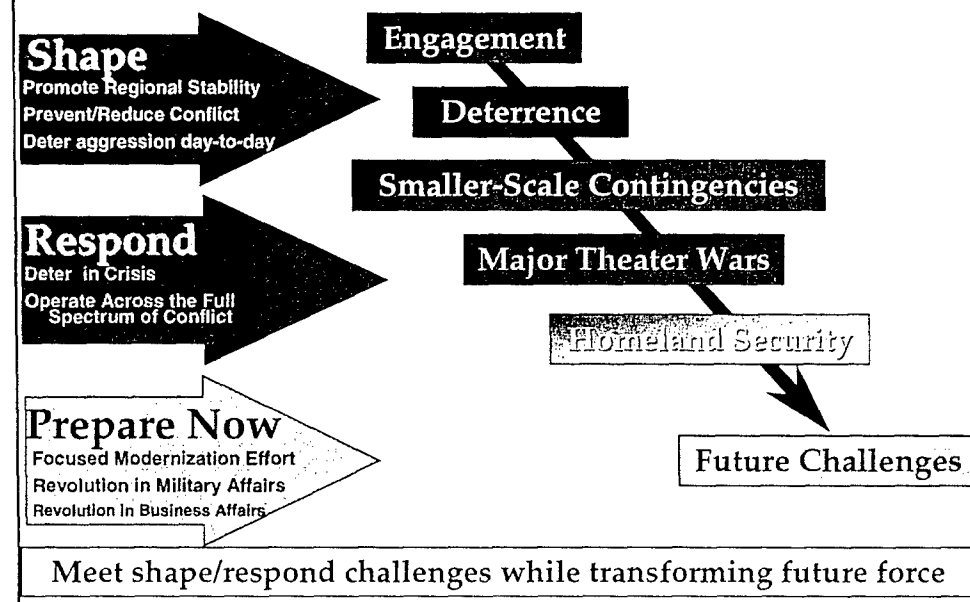 Shape
Promote Regional Stability
Prevent/Reduce Conflict
Deter aggression day-to-day
Respond
Deter in Crisis
Operate Across the Full
Spectrum of Conflict
Prepare Now
Focused Modernization Effort
Revolution in Military Affairs
Revolution in Business Affairs
Engagement
Deterrence
Smaller-Scale Contingencies
Major Theater Wars
Homeland Security
Future Challenges
Meet shape/respond challenges while transforming future force